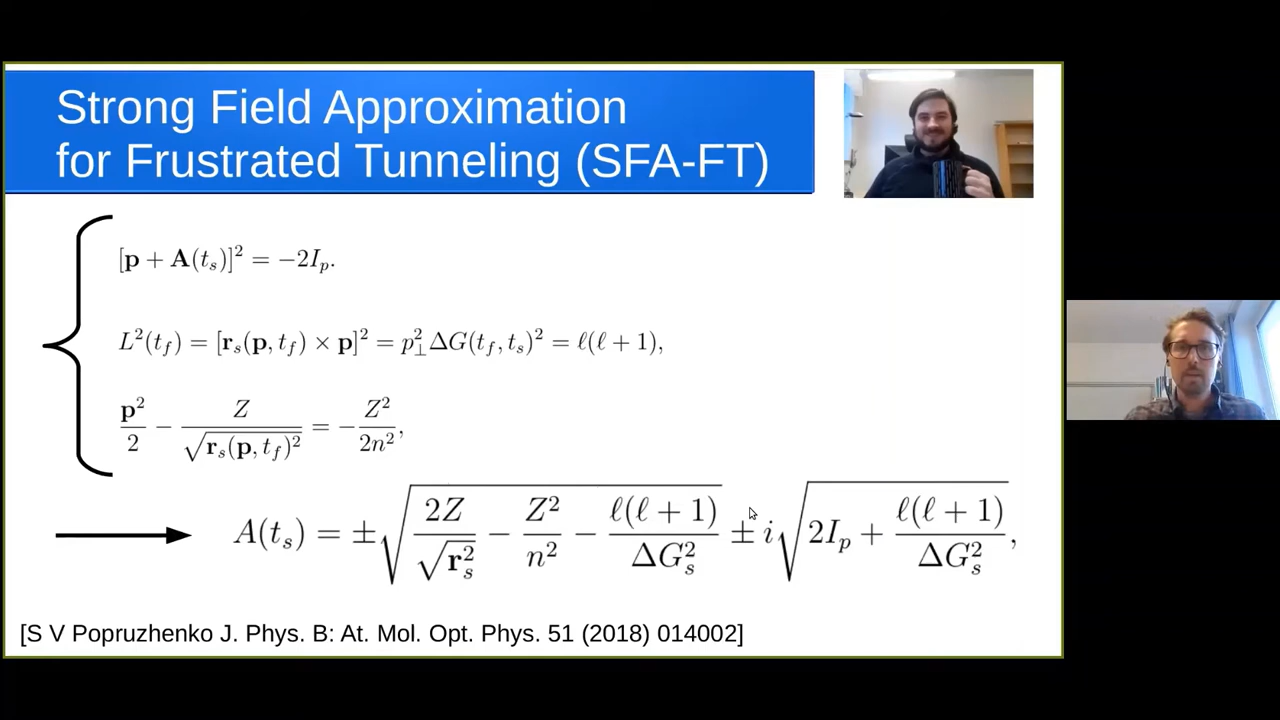 Strong Field Approximation
for Frustrated Tunneling (SFA-FT)
[p + A(t_s)]^2 = −2I_p.
L^2(t_f) = [r_s(p, t_f) × p]^2 = p_⊥^2 ΔG(t_f, t_s)^2 = ℓ(ℓ + 1),
p^2/2 − Z/√(r_s(p, t_f)^2) = −Z^2/2n^2,
A(t_s) = ±√(2Z/√(r_s^2) − Z^2/n^2 − ℓ(ℓ + 1)/ΔG_s^2) ± i√(2I_p + ℓ(ℓ + 1)/ΔG_s^2),
[S V Popruzhenko J. Phys. B: At. Mol. Opt. Phys. 51 (2018) 014002]